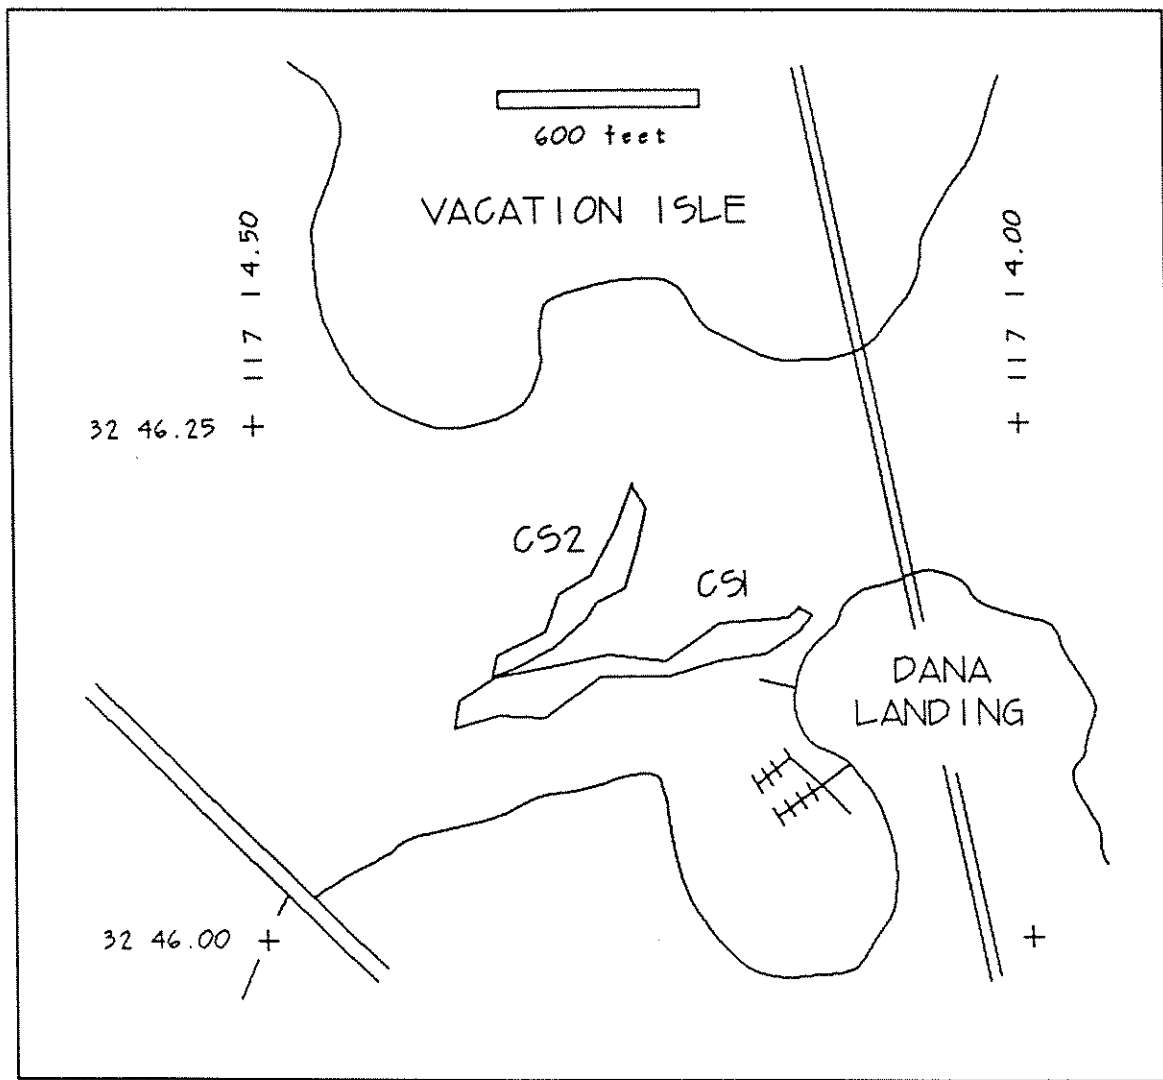 600 feet
VACATION ISLE
117 14.50
117 14.00
32 46.25
CS2
CS1
DANA
LANDING
32 46.00